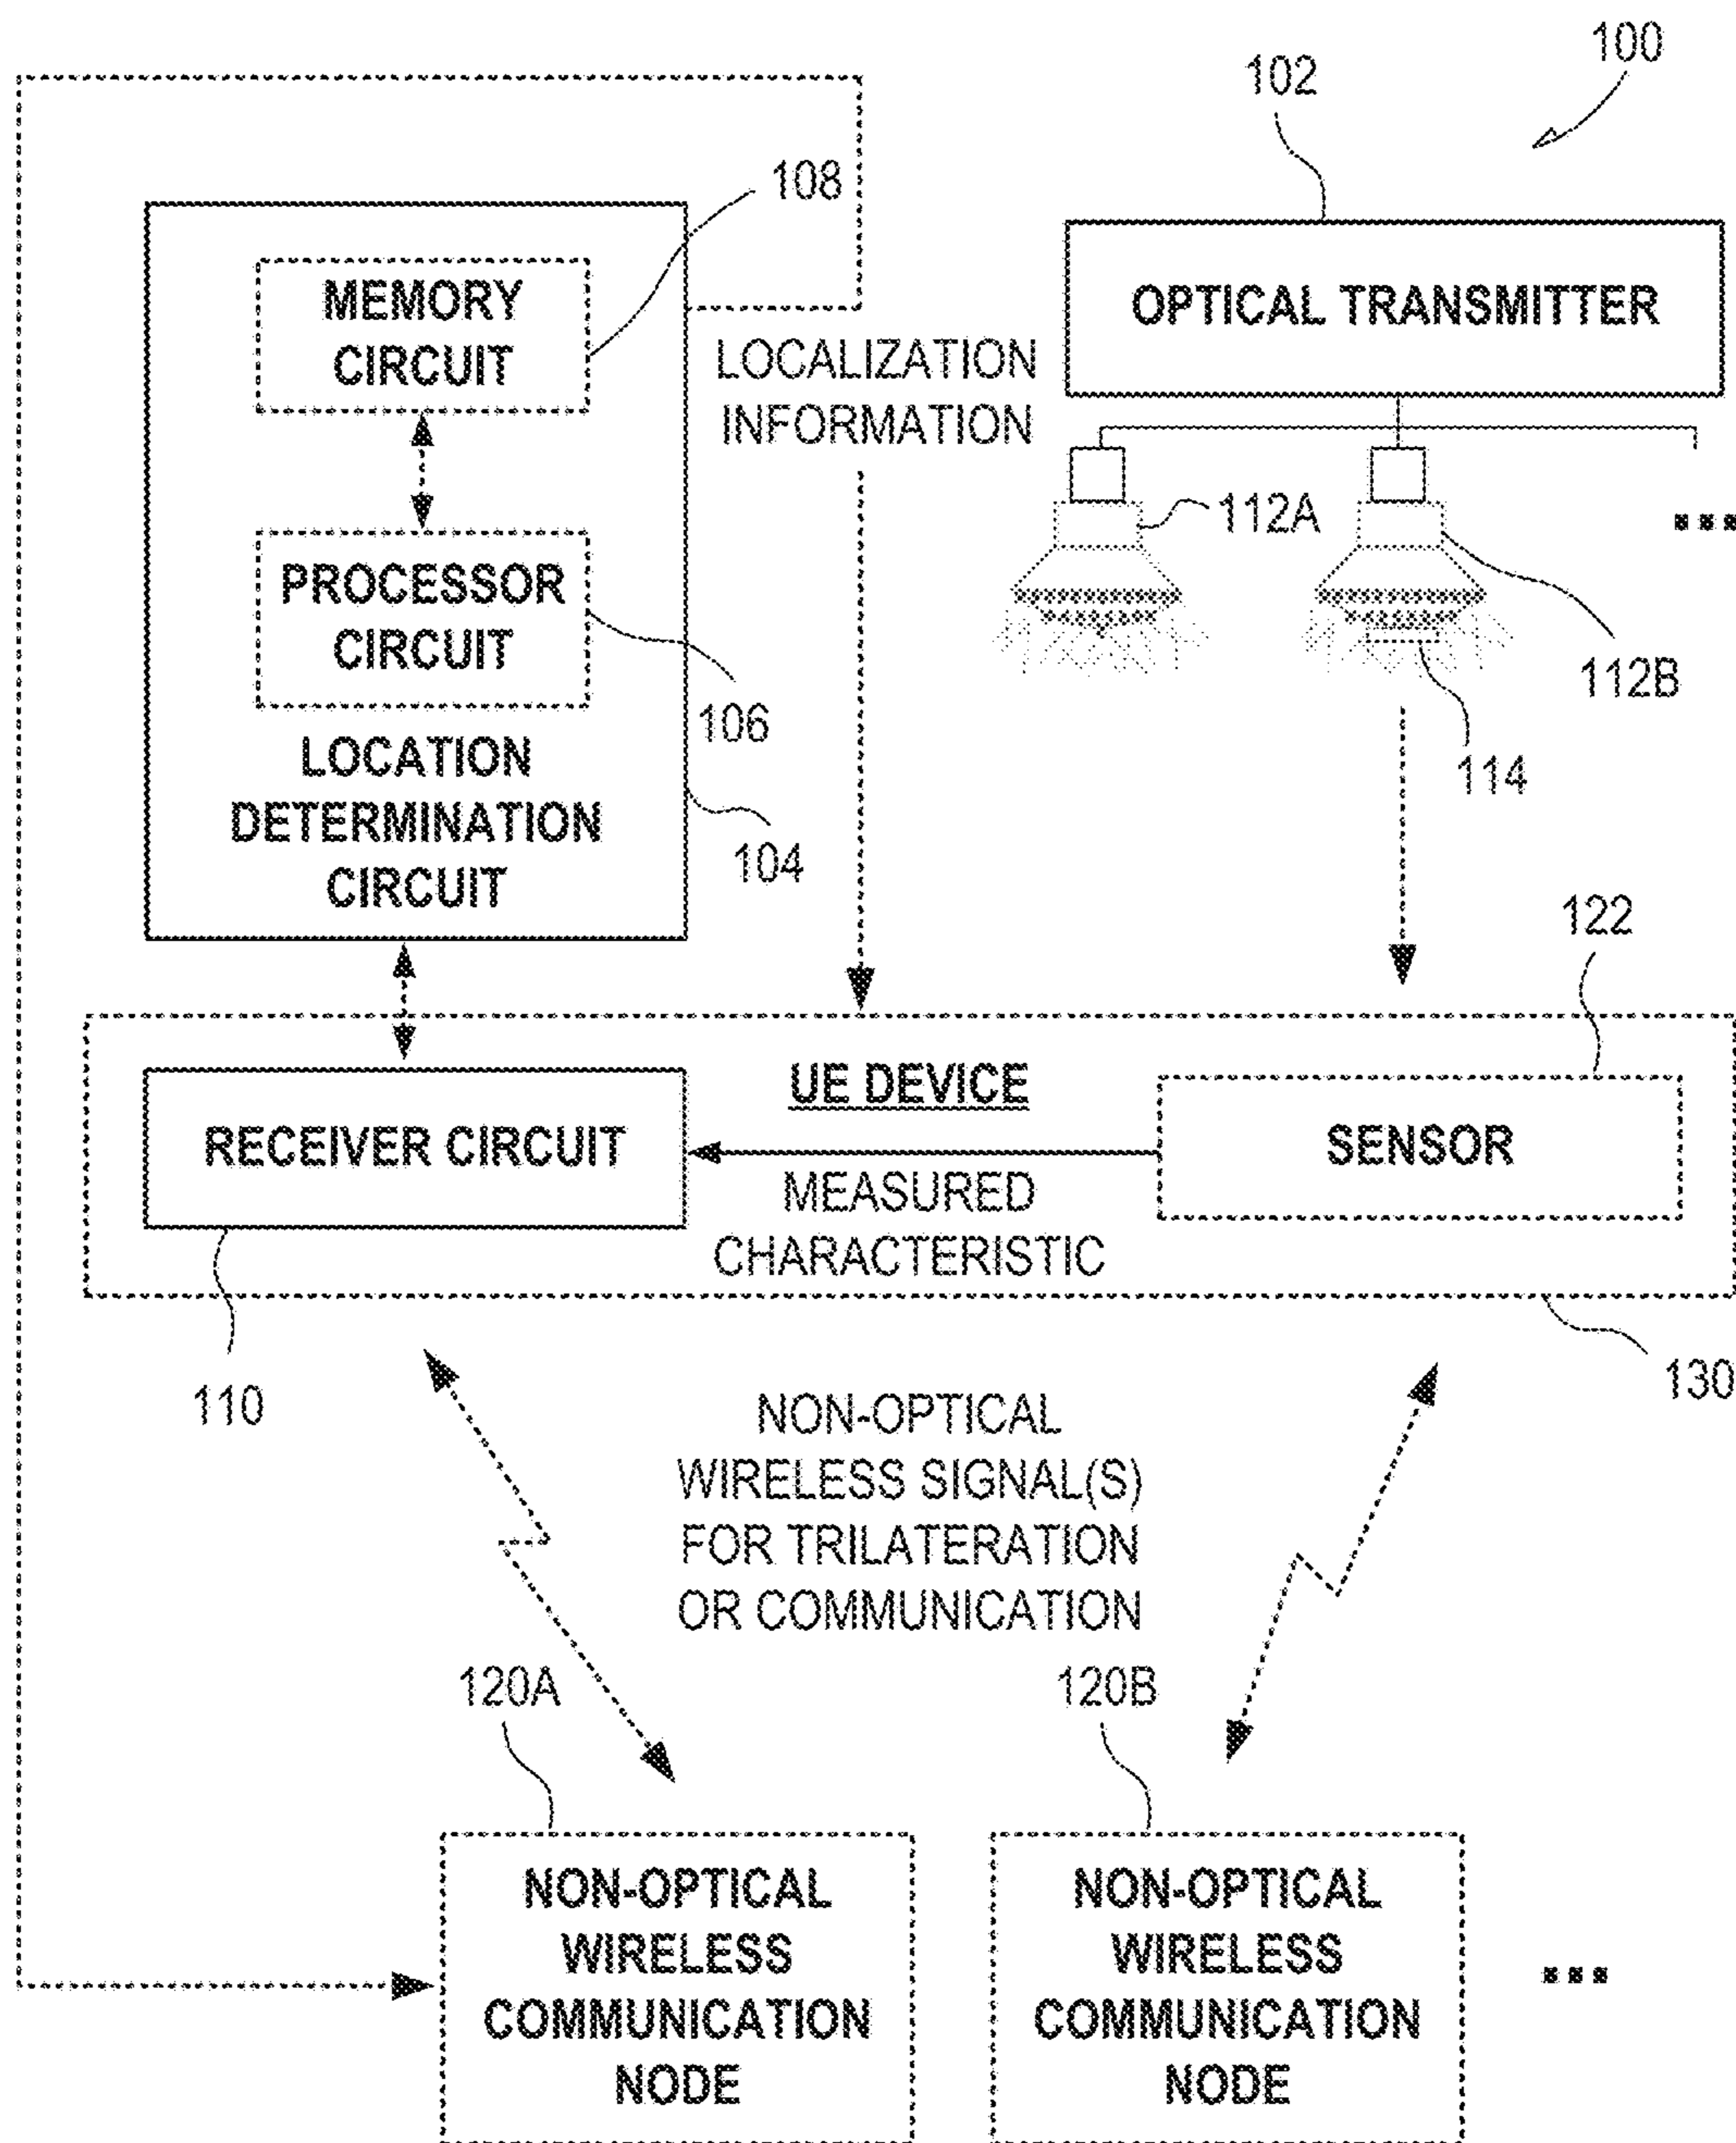 100
102
108
MEMORY
CIRCUIT
OPTICAL TRANSMITTER
LOCALIZATION
INFORMATION
112A
PROCESSOR
CIRCUIT
112B
106
114
LOCATION
DETERMINATION
CIRCUIT
104
122
UE DEVICE
RECEIVER CIRCUIT
SENSOR
MEASURED
CHARACTERISTIC
110
130
NON-OPTICAL
WIRELESS SIGNAL(S)
FOR TRILATERATION
OR COMMUNICATION
120A
120B
NON-OPTICAL
WIRELESS
COMMUNICATION
NODE
NON-OPTICAL
WIRELESS
COMMUNICATION
NODE